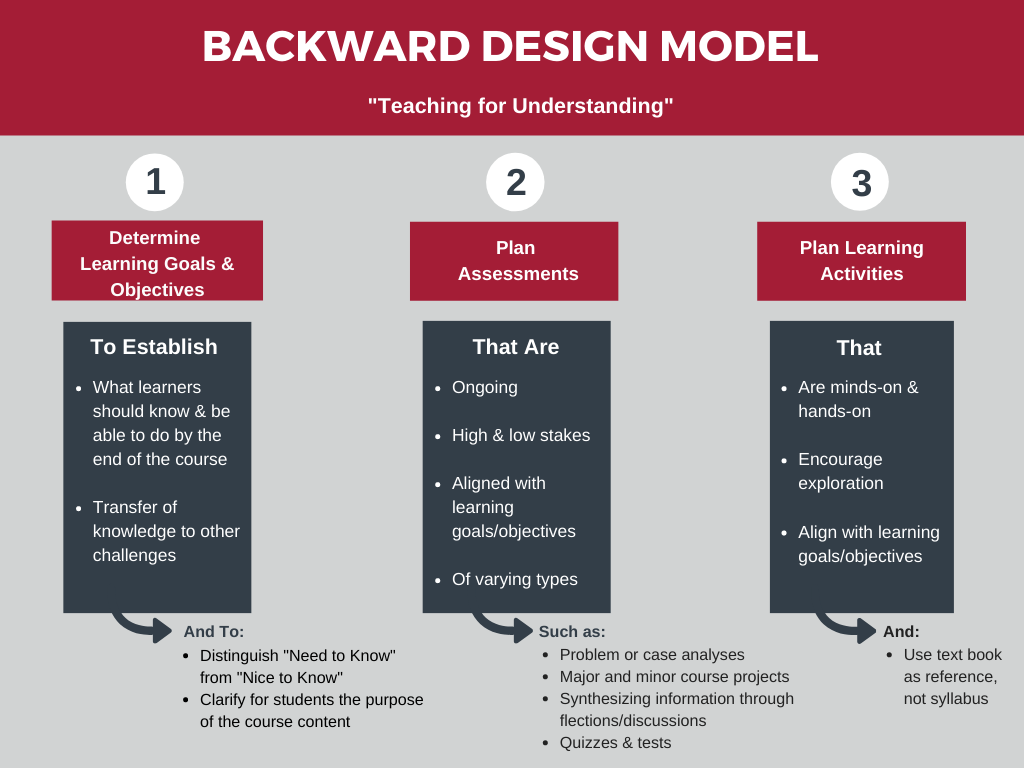 BACKWARD DESIGN MODEL
"Teaching for Understanding"
1
Determine
Learning Goals &
Objectives
To Establish
• What learners
should know & be
able to do by the
end of the course
• Transfer of
knowledge to other
challenges
And To:
• Distinguish "Need to Know"
from "Nice to Know"
• Clarify for students the purpose
of the course content
2
Plan
Assessments
That Are
• Ongoing
• High & low stakes
• Aligned with
learning
goals/objectives
• Of varying types
Such as:
• Problem or case analyses
• Major and minor course projects
• Synthesizing information through
flections/discussions
• Quizzes & tests
3
Plan Learning
Activities
That
• Are minds-on &
hands-on
• Encourage
exploration
• Align with learning
goals/objectives
And:
• Use text book
as reference,
not syllabus